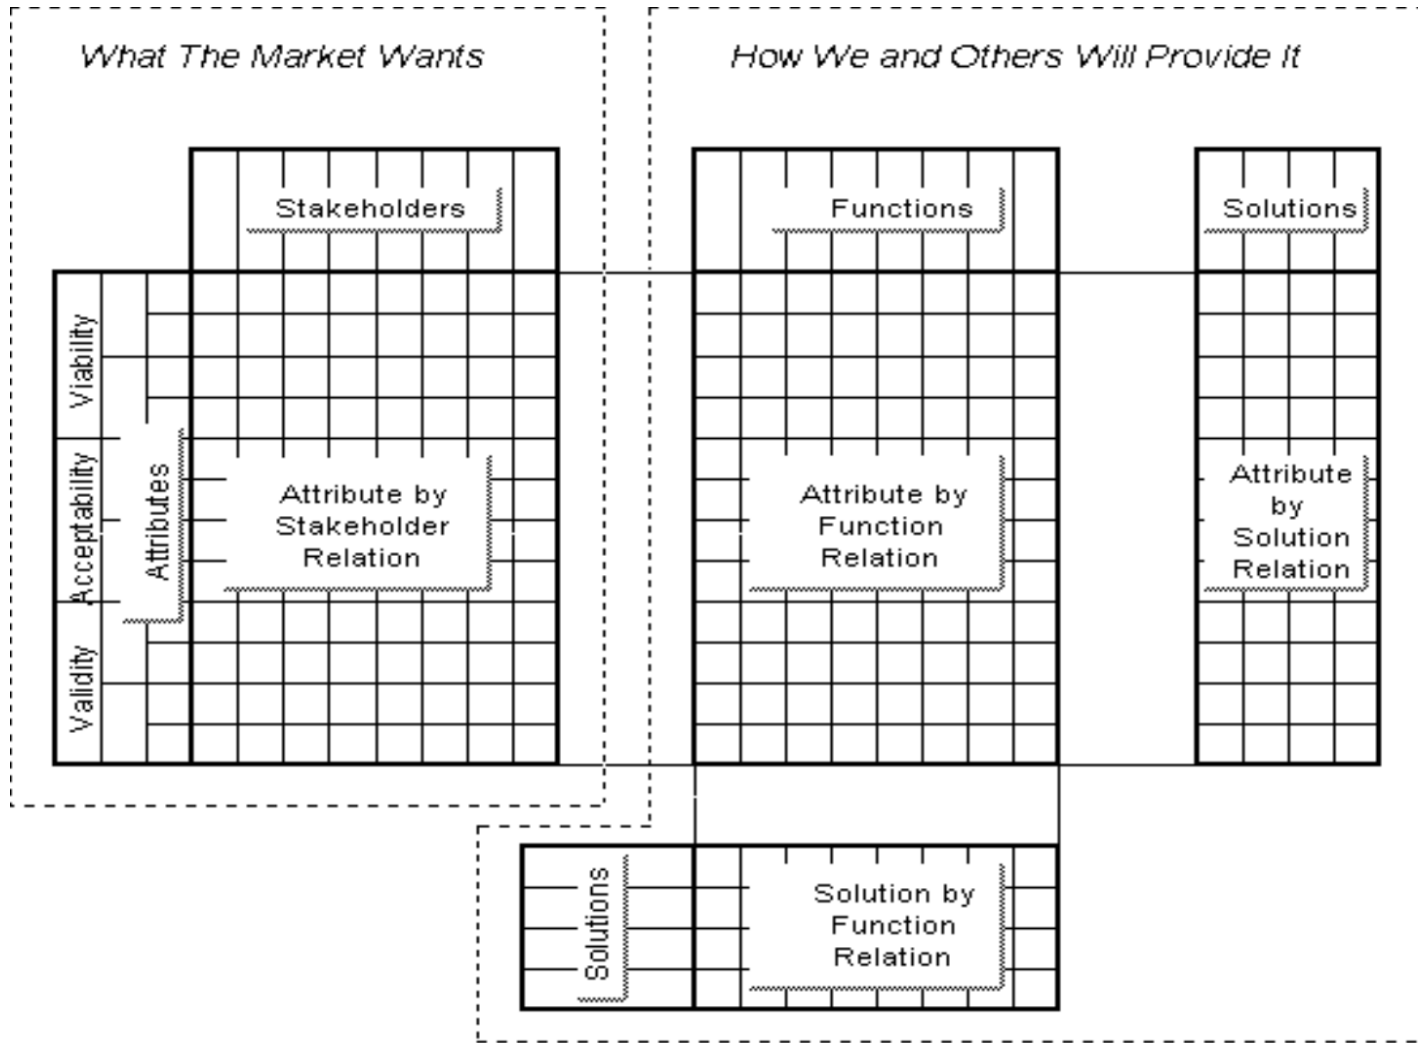 What The Market Wants
How We and Others Will Provide It
Stakeholders
Functions
Solutions
Viability
Acceptability
Validity
Attributes
Attribute by
Stakeholder
Relation
Attribute by
Function
Relation
Attribute
by
Solution
Relation
Solutions
Solution by
Function
Relation